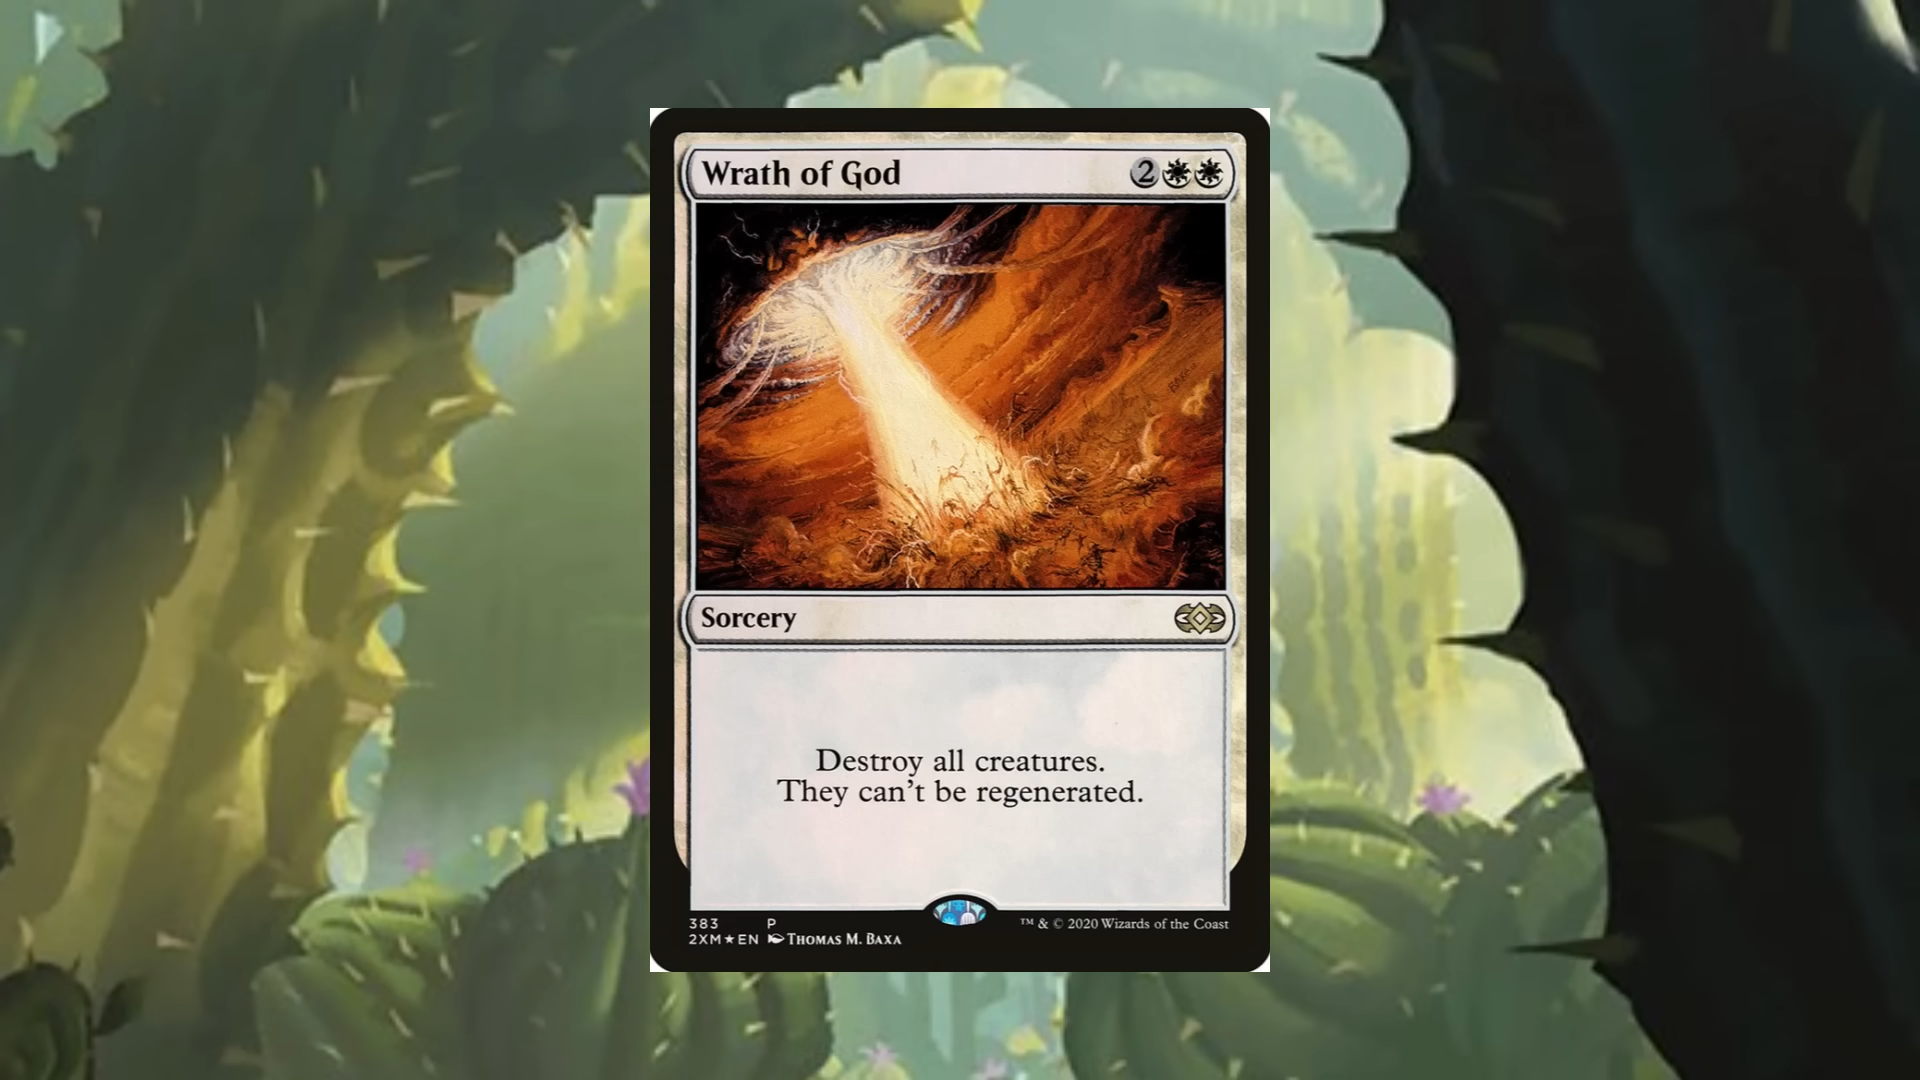 Wrath of God 2
Sorcery
Destroy all creatures.
They can't be regenerated.
383 P
2XM★EN Thomas M. Baxa
™ & © 2020 Wizards of the Coast